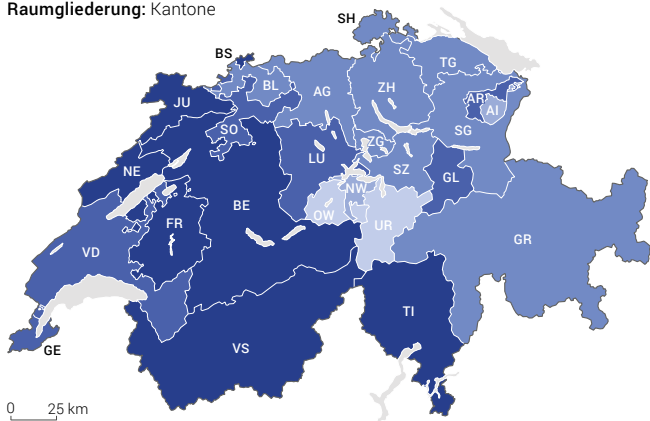 Raumgliederung: Kantone
SH
BS
TG
BL
ZH
AG
JU
AR
AI
SO
SG
ZG
LU
NE
SZ
GL
NW
BE
OW
FR
UR
GR
VD
TI
VS
GE
0 25 km